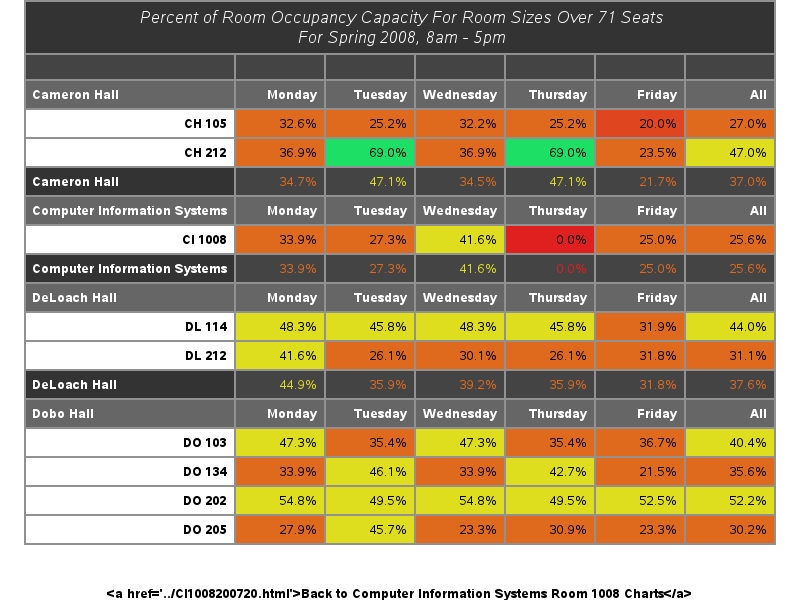 Percent of Room Occupancy Capacity For Room Sizes Over 71 Seats
For Spring 2008, 8am - 5pm
Cameron Hall Monday Tuesday Wednesday Thursday Friday All
CH 105 32.6% 25.2% 32.2% 25.2% 20.0% 27.0%
CH 212 36.9% 69.0% 36.9% 69.0% 23.5% 47.0%
Cameron Hall 34.7% 47.1% 34.5% 47.1% 21.7% 37.0%
Computer Information Systems Monday Tuesday Wednesday Thursday Friday All
CI 1008 33.9% 27.3% 41.6% 0.0% 25.0% 25.6%
Computer Information Systems 33.9% 27.3% 41.6% 0.0% 25.0% 25.6%
DeLoach Hall Monday Tuesday Wednesday Thursday Friday All
DL 114 48.3% 45.8% 48.3% 45.8% 31.9% 44.0%
DL 212 41.6% 26.1% 30.1% 26.1% 31.8% 31.1%
DeLoach Hall 44.9% 35.9% 39.2% 35.9% 31.8% 37.6%
Dobo Hall Monday Tuesday Wednesday Thursday Friday All
DO 103 47.3% 35.4% 47.3% 35.4% 36.7% 40.4%
DO 134 33.9% 46.1% 33.9% 42.7% 21.5% 35.6%
DO 202 54.8% 49.5% 54.8% 49.5% 52.5% 52.2%
DO 205 27.9% 45.7% 23.3% 30.9% 23.3% 30.2%
&lt;a href='../CI1008200720.html'&gt;Back to Computer Information Systems Room 1008 Charts&lt;/a&gt;